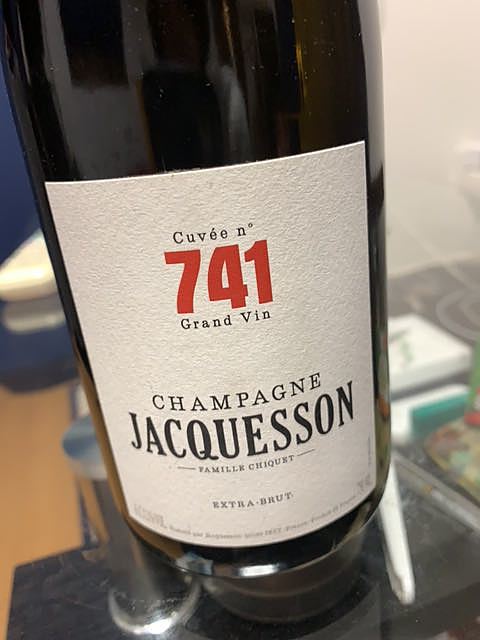 Cuvée n°
741
Grand Vin
CHAMPAGNE
JACQUESSON
FAMILLE CHIQUET
EXTRA-BRUT